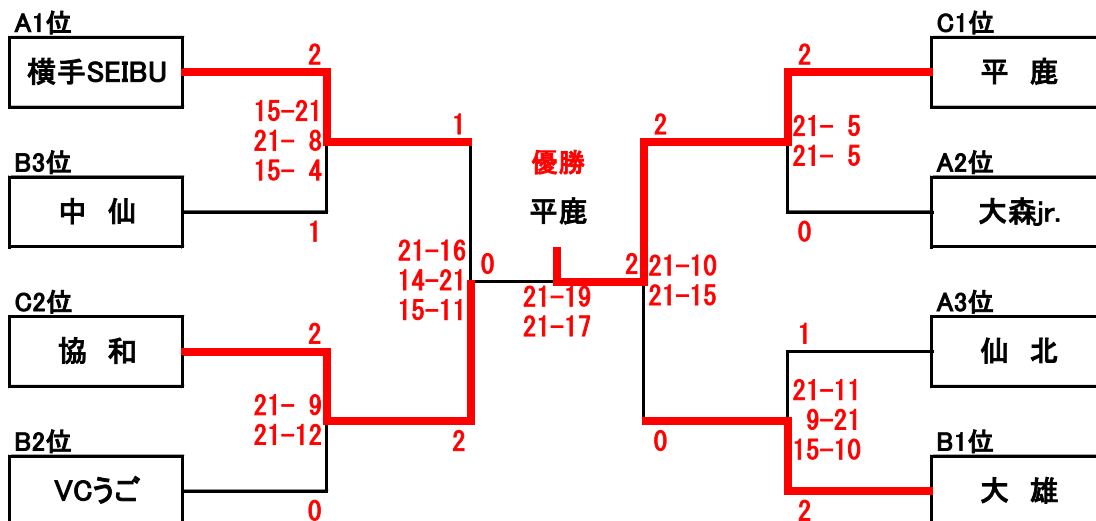 A1位
横手SEIBU
2
15-21
21- 8
15- 4
B3位
中 仙
1
1
C2位
協 和
2
21- 9
21-12
B2位
VCうご
0
2
21-16
14-21
15-11
0
優勝
平鹿
21-19
21-17
2
2
21-10
21-15
0
C1位
平 鹿
2
21- 5
21- 5
A2位
大森jr.
0
A3位
仙 北
1
21-11
9-21
15-10
B1位
大 雄
2